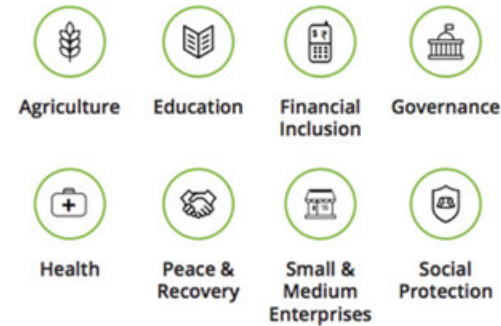 Agriculture
Education
Financial
Inclusion
Governance
Health
Peace &
Recovery
Small &
Medium
Enterprises
Social
Protection